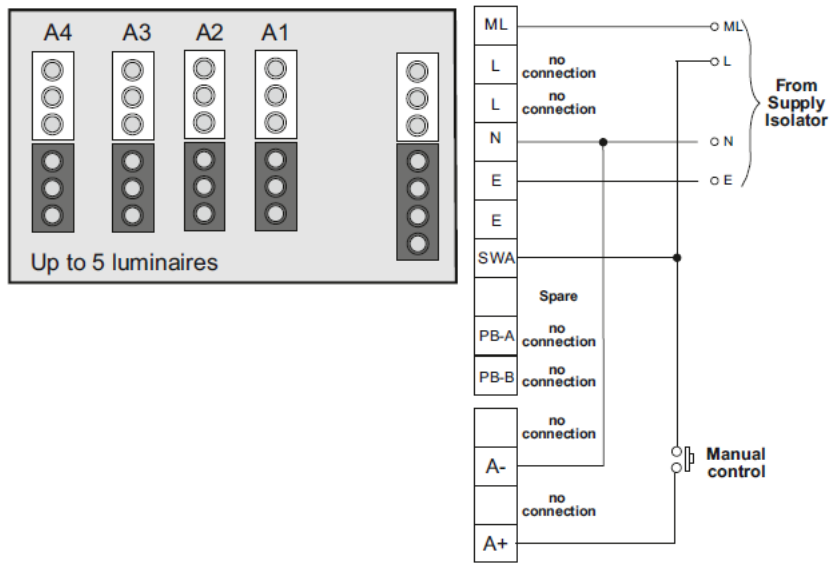 A4
A3
A2
A1
Up to 5 luminaires
ML
L
no
connection
L
no
connection
N
E
E
SWA
Spare
PB-A
no
connection
PB-B
no
connection
no
connection
A-
no
connection
A+
ML
L
N
E
From
Supply
Isolator
Manual
control